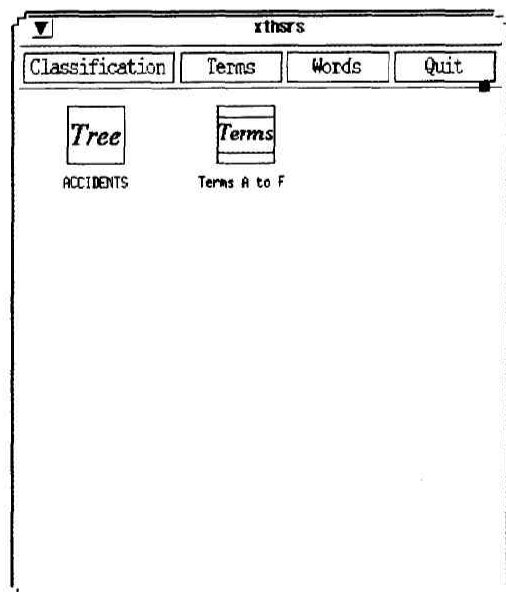 xthsrs
Classification Terms Words Quit
Tree Terms
ACCIDENTS Terms A to F